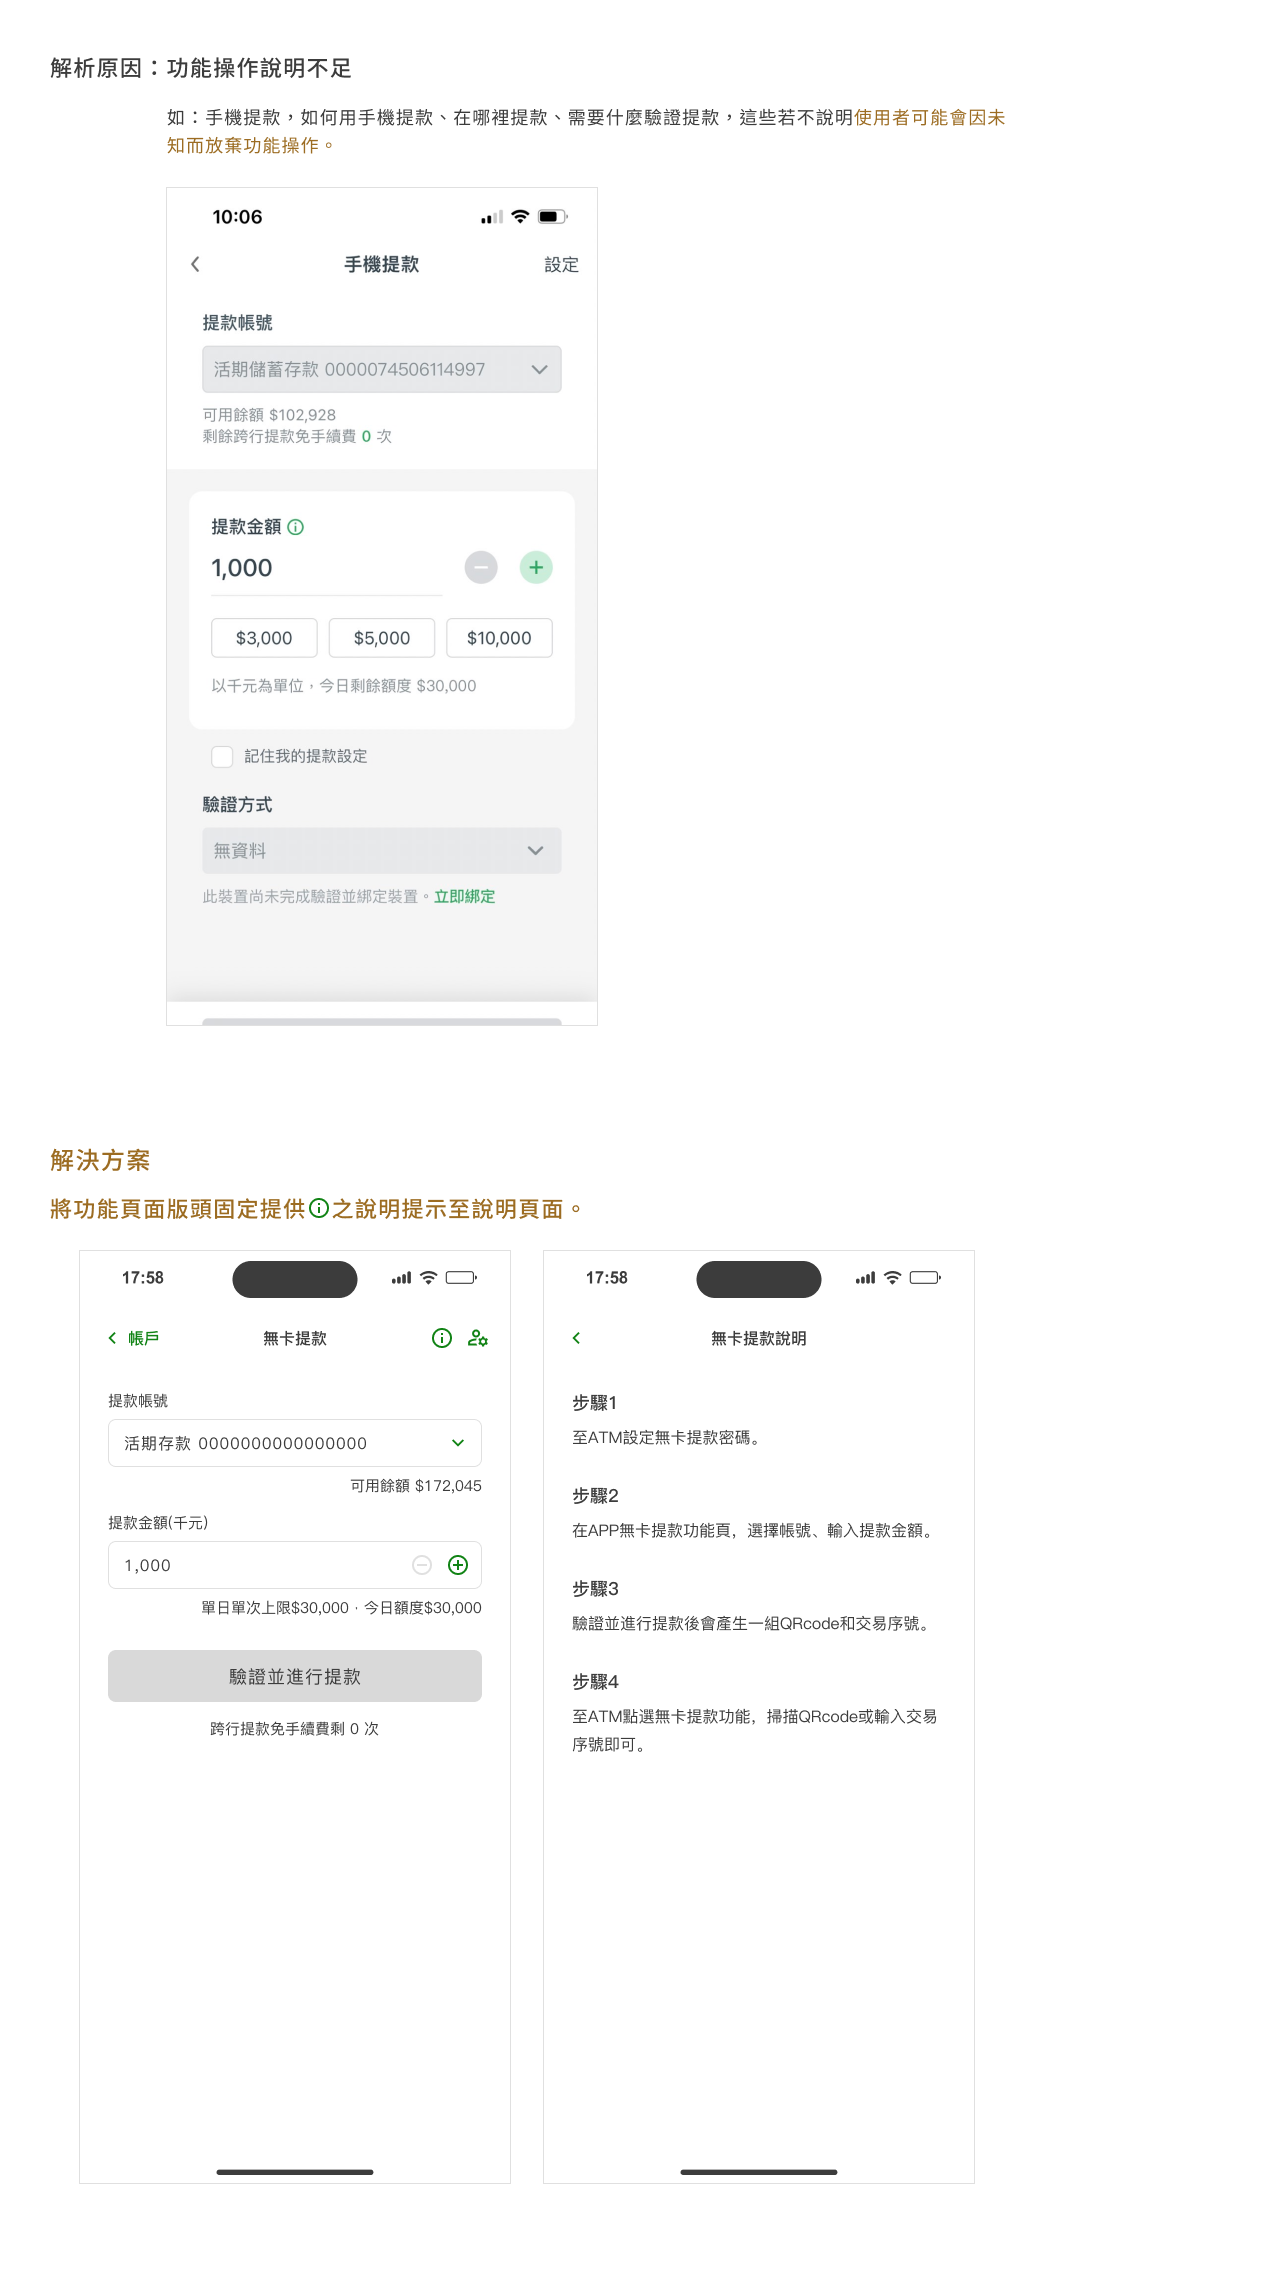 解析原因：功能操作說明不足
如：手機提款，如何用手機提款、在哪裡提款、需要什麼驗證提款，這些若不說明使用者可能會因未
知而放棄功能操作。
10:06
手機提款 設定
提款帳號
活期儲蓄存款 0000074506114997
可用餘額 $102,928
剩餘跨行提款免手續費 0 次
提款金額
1,000
$3,000 $5,000 $10,000
以千元為單位，今日剩餘額度 $30,000
記住我的提款設定
驗證方式
無資料
此裝置尚未完成驗證並綁定裝置。立即綁定
解決方案
將功能頁面版頭固定提供之說明提示至說明頁面。
17:58
帳戶 無卡提款
提款帳號
活期存款 0000000000000000
可用餘額 $172,045
提款金額(千元)
1,000
單日單次上限$30,000 · 今日額度$30,000
驗證並進行提款
跨行提款免手續費剩 0 次
17:58
無卡提款說明
步驟1
至ATM設定無卡提款密碼。
步驟2
在APP無卡提款功能頁，選擇帳號、輸入提款金額。
步驟3
驗證並進行提款後會產生一組QRcode和交易序號。
步驟4
至ATM點選無卡提款功能，掃描QRcode或輸入交易
序號即可。